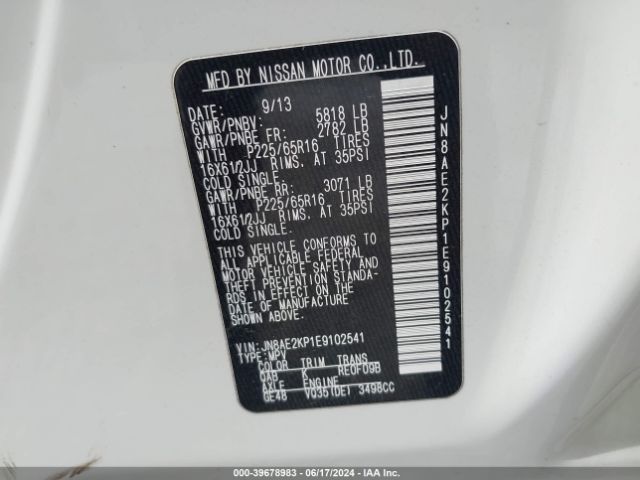 MFD BY NISSAN MOTOR CO.,LTD.
DATE: 9/13
GVWR/PNBV: 5818 LB
GAWR/PNBE FR: 2782 LB
WITH P225/65R16 TIRES
16X61/2JJ RIMS. AT 35PSI
COLD SINGLE.
GAWR/PNBE RR: 3071 LB
WITH P225/65R16 TIRES
16X61/2JJ RIMS. AT 35PSI
COLD SINGLE.
THIS VEHICLE CONFORMS TO
ALL APPLICABLE FEDERAL
MOTOR VEHICLE SAFETY AND
THEFT PREVENTION STANDA-
RDS IN EFFECT ON THE
DATE OF MANUFACTURE
SHOWN ABOVE.
VIN: JN8AE2KP1E9102541
TYPE: MPV
COLOR TRIM TRANS
QAB K RE0F09B
AXLE ENGINE
GE48 VQ35(DE) 3498CC
JN8AE2KP1E9102541
000-39678983 - 06/17/2024 - IAA, Inc.